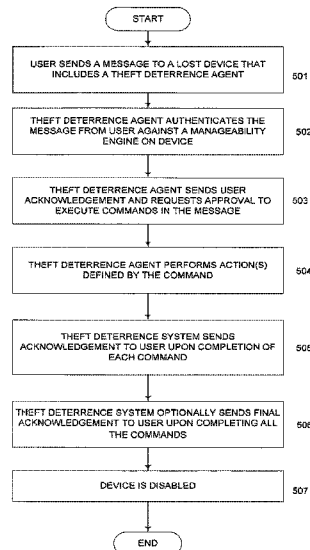 START
USER SENDS A MESSAGE TO A LOST DEVICE THAT
INCLUDES A THEFT DETERRENCE AGENT
501
THEFT DETERRENCE AGENT AUTHENTICATES THE
MESSAGE FROM USER AGAINST A MANAGEABILITY
ENGINE ON DEVICE
502
THEFT DETERRENCE AGENT SENDS USER
ACKNOWLEDGEMENT AND REQUESTS APPROVAL TO
EXECUTE COMMANDS IN THE MESSAGE
503
THEFT DETERRENCE AGENT PERFORMS ACTION(S)
DEFINED BY THE COMMAND
504
THEFT DETERRENCE SYSTEM SENDS
ACKNOWLEDGEMENT TO USER UPON COMPLETION OF
EACH COMMAND
505
THEFT DETERRENCE SYSTEM OPTIONALLY SENDS FINAL
ACKNOWLEDGEMENT TO USER UPON COMPLETING ALL
THE COMMANDS
506
DEVICE IS DISABLED
507
END